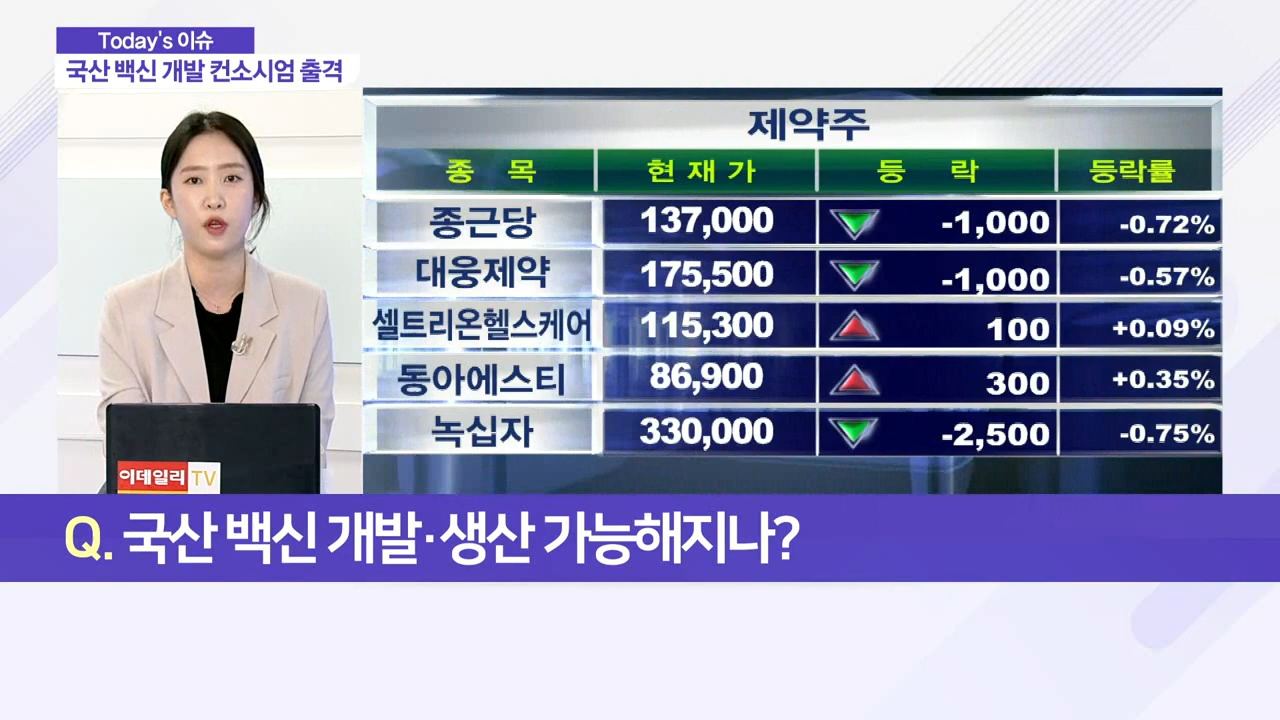 Today's 이슈
국산 백신 개발 컨소시엄 출격
제약주
종 목 현 재 가 등 락 등락률
종근당 137,000 -1,000 -0.72%
대웅제약 175,500 -1,000 -0.57%
셀트리온헬스케어 115,300 100 +0.09%
동아에스티 86,900 300 +0.35%
녹십자 330,000 -2,500 -0.75%
이데일리 TV
Q. 국산 백신 개발·생산 가능해지나?